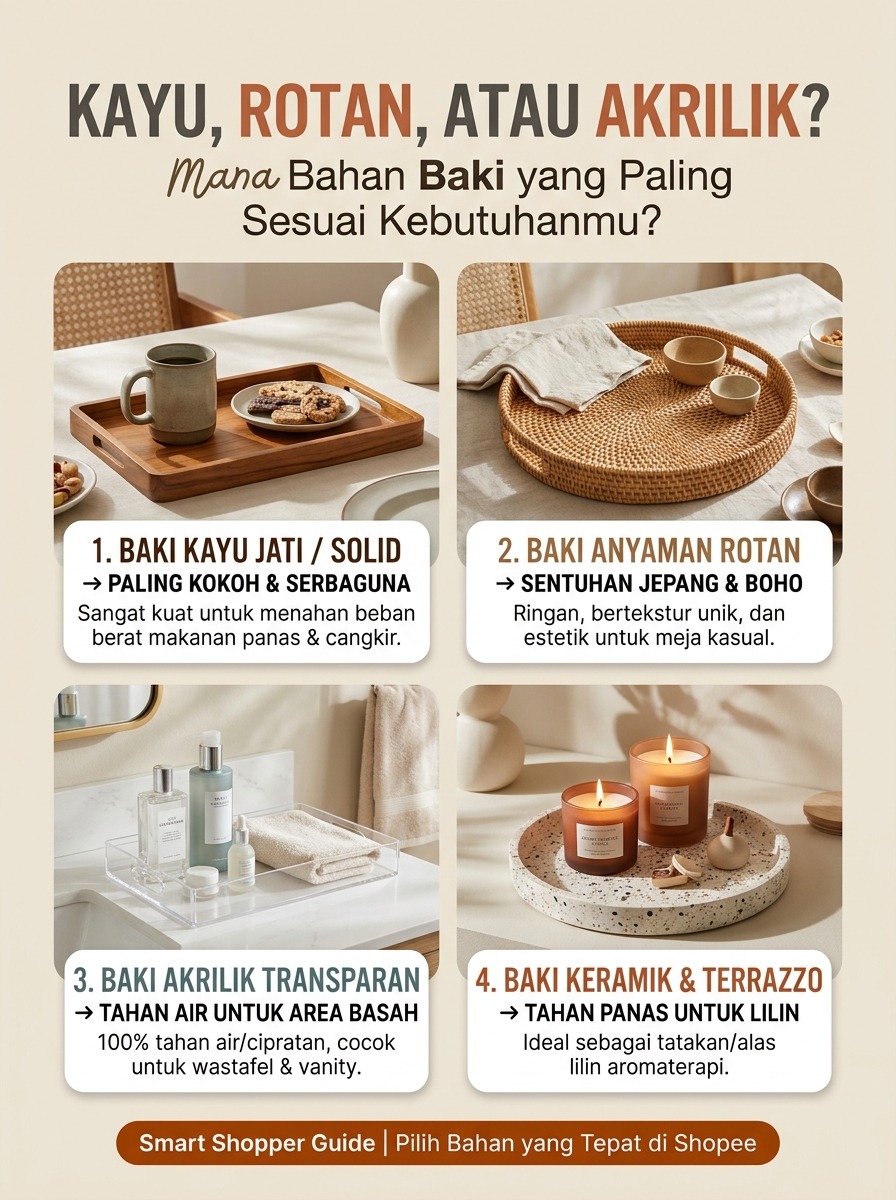 KAYU, ROTAN, ATAU AKRILIK?
Mana Bahan Baki yang Paling
Sesuai Kebutuhanmu?
1. BAKI KAYU JATI / SOLID
→ PALING KOKOH & SERBAGUNA
Sangat kuat untuk menahan beban
berat makanan panas & cangkir.
2. BAKI ANYAMAN ROTAN
→ SENTUHAN JEPANG & BOHO
Ringan, bertekstur unik, dan
estetik untuk meja kasual.
3. BAKI AKRILIK TRANSPARAN
→ TAHAN AIR UNTUK AREA BASAH
100% tahan air/cipratan, cocok
untuk wastafel & vanity.
4. BAKI KERAMIK & TERRAZZO
→ TAHAN PANAS UNTUK LILIN
Ideal sebagai tatakan/alas
lilin aromaterapi.
Smart Shopper Guide | Pilih Bahan yang Tepat di Shopee